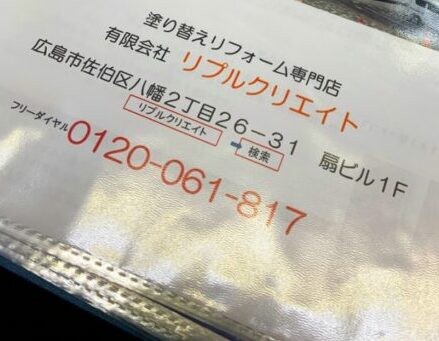 塗り替えリフォーム専門店
有限会社 リプルクリエイト
広島市佐伯区八幡2丁目26-31 扇ビル1F
リプルクリエイト ➡ 検索
フリーダイヤル 0120-061-817